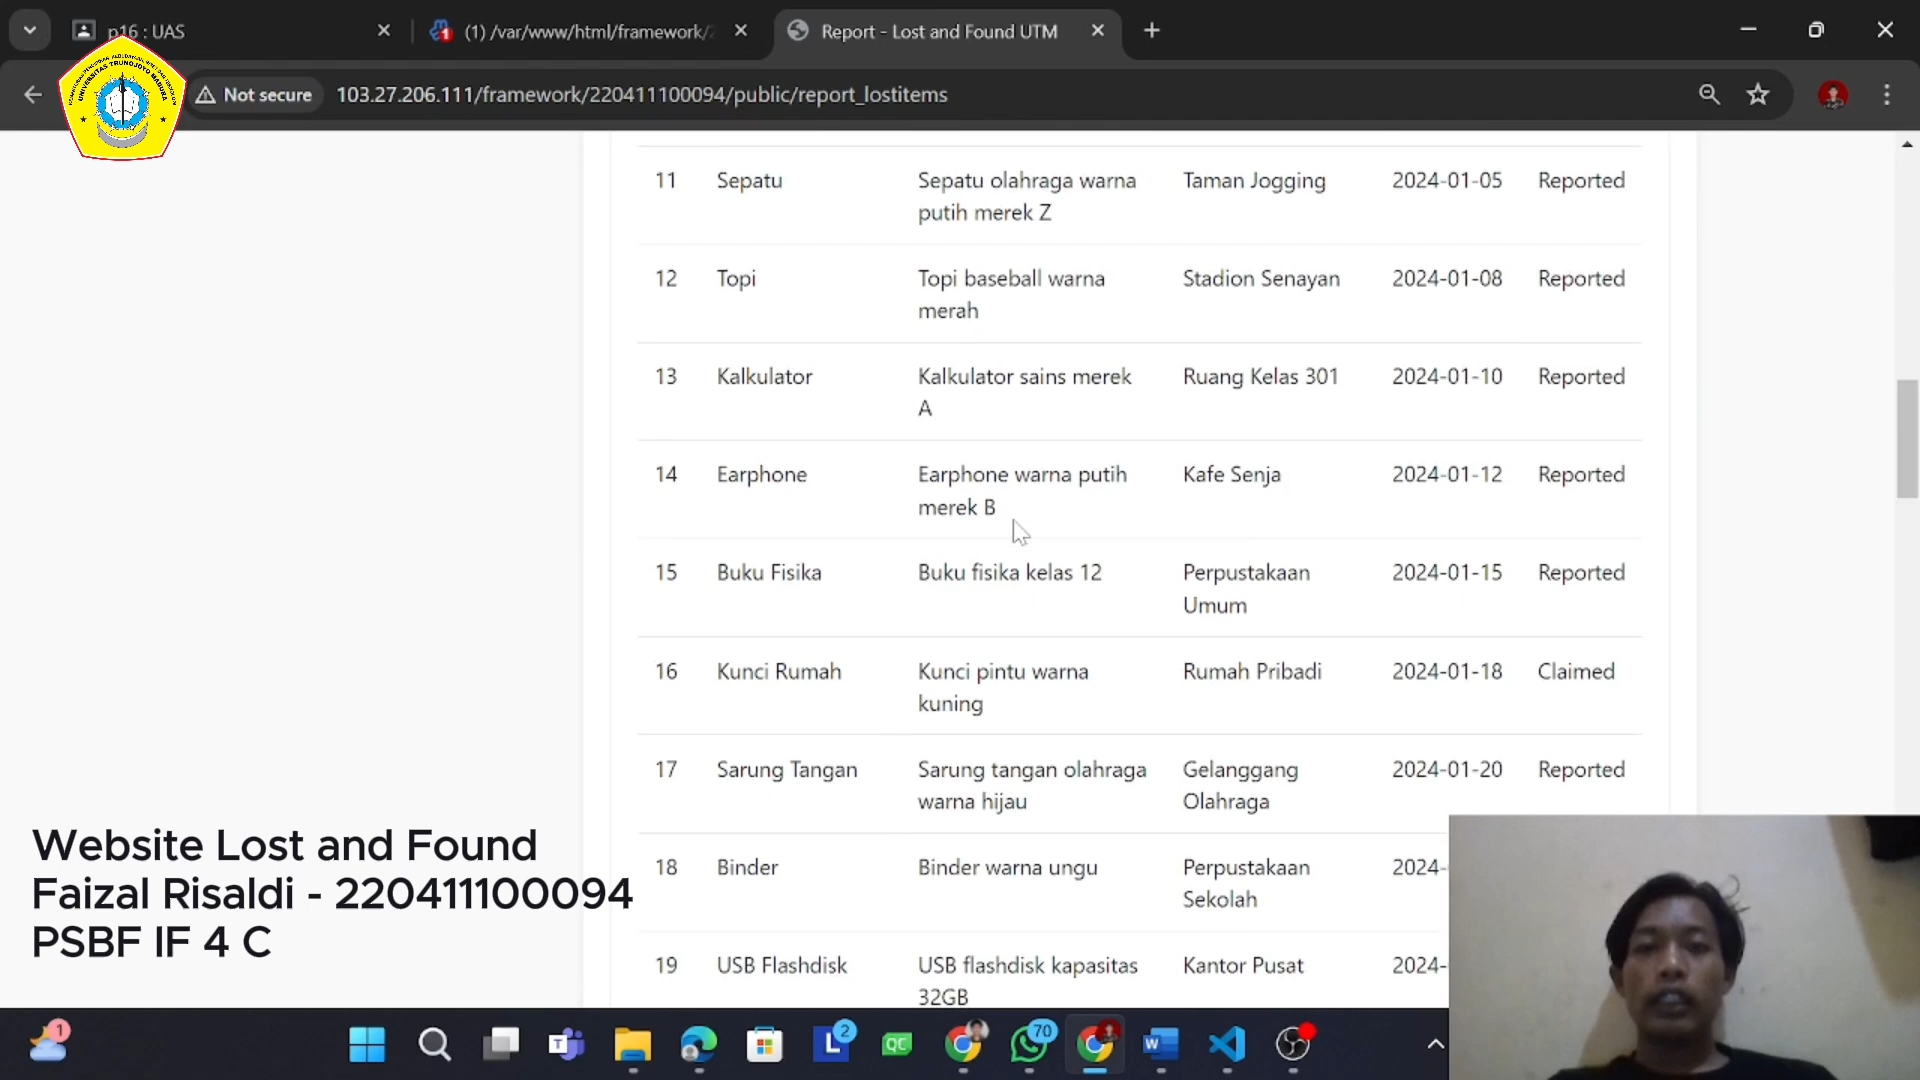 p16 : UAS
(1) /var/www/html/framework/2
Report - Lost and Found UTM
Not secure
103.27.206.111/framework/220411100094/public/report_lostitems
UNIVERSITAS TRUNOJOYO MADURA
11 Sepatu Sepatu olahraga warna Taman Jogging 2024-01-05 Reported
putih merek Z
12 Topi Topi baseball warna Stadion Senayan 2024-01-08 Reported
merah
13 Kalkulator Kalkulator sains merek Ruang Kelas 301 2024-01-10 Reported
A
14 Earphone Earphone warna putih Kafe Senja 2024-01-12 Reported
merek B
15 Buku Fisika Buku fisika kelas 12 Perpustakaan 2024-01-15 Reported
Umum
16 Kunci Rumah Kunci pintu warna Rumah Pribadi 2024-01-18 Claimed
kuning
17 Sarung Tangan Sarung tangan olahraga Gelanggang 2024-01-20 Reported
warna hijau Olahraga
18 Binder Binder warna ungu Perpustakaan 2024-
Sekolah
19 USB Flashdisk USB flashdisk kapasitas Kantor Pusat 2024-
32GB
Website Lost and Found
Faizal Risaldi - 220411100094
PSBF IF 4 C
1
T
L
2
QC
70
W